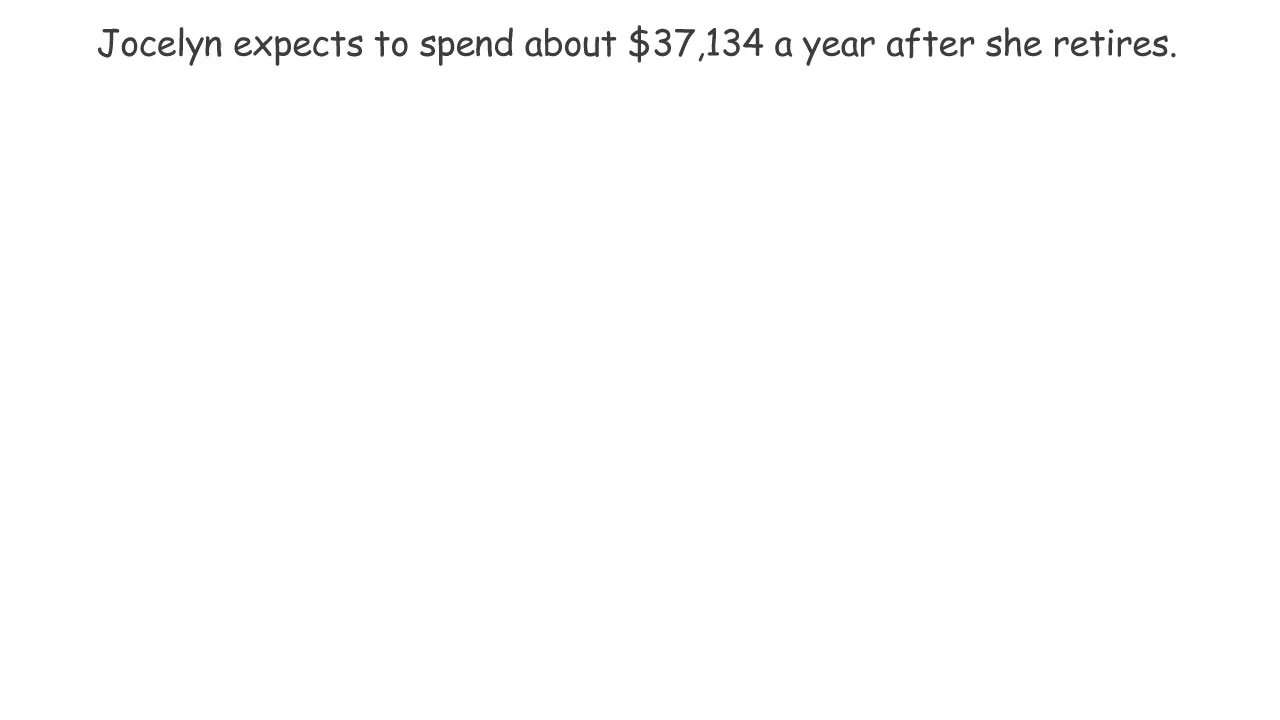 Jocelyn expects to spend about $37,134 a year after she retires.